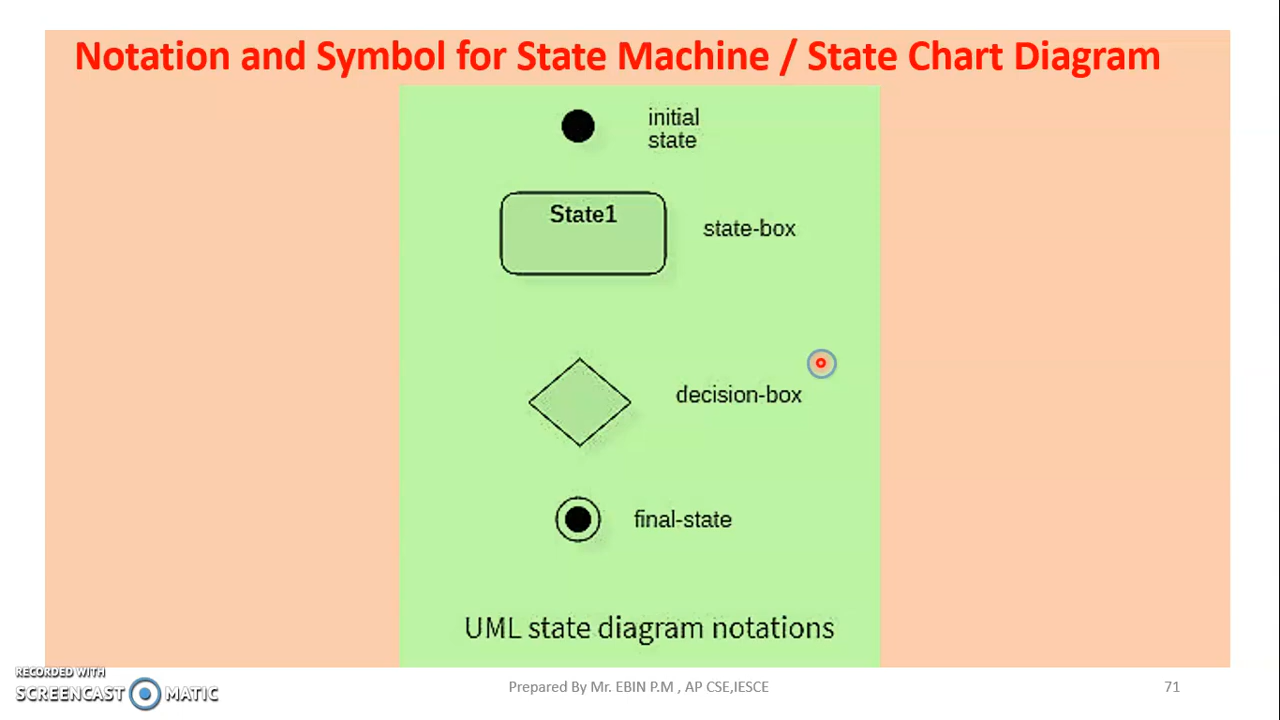 Notation and Symbol for State Machine / State Chart Diagram
initial
state
State1
state-box
decision-box
final-state
UML state diagram notations
RECORDED WITH
SCREENCAST MATIC
Prepared By Mr. EBIN P.M , AP CSE,IESCE
71